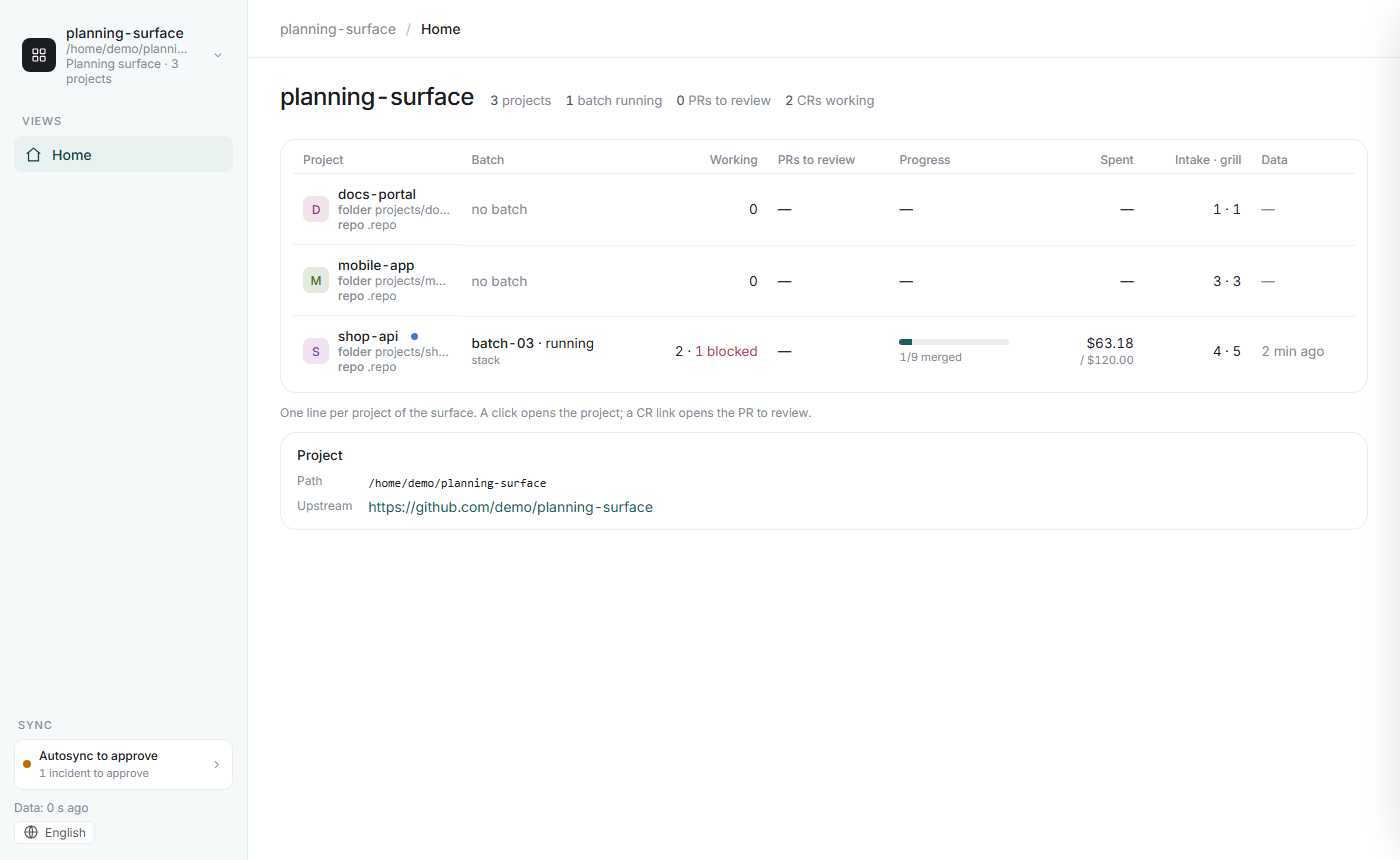 planning-surface
/home/demo/planni...
Planning surface · 3
projects
VIEWS
Home
SYNC
Autosync to approve
1 incident to approve
Data: 0 s ago
English
planning-surface / Home
planning-surface 3 projects 1 batch running 0 PRs to review 2 CRs working
Project Batch Working PRs to review Progress Spent Intake · grill Data
D docs-portal
folder projects/do...
repo .repo
no batch 0 — — — 1 · 1 —
M mobile-app
folder projects/m...
repo .repo
no batch 0 — — — 3 · 3 —
S shop-api
folder projects/sh...
repo .repo
batch-03 · running
stack
2 · 1 blocked —
1/9 merged
$63.18
/ $120.00
4 · 5 2 min ago
One line per project of the surface. A click opens the project; a CR link opens the PR to review.
Project
Path /home/demo/planning-surface
Upstream https://github.com/demo/planning-surface